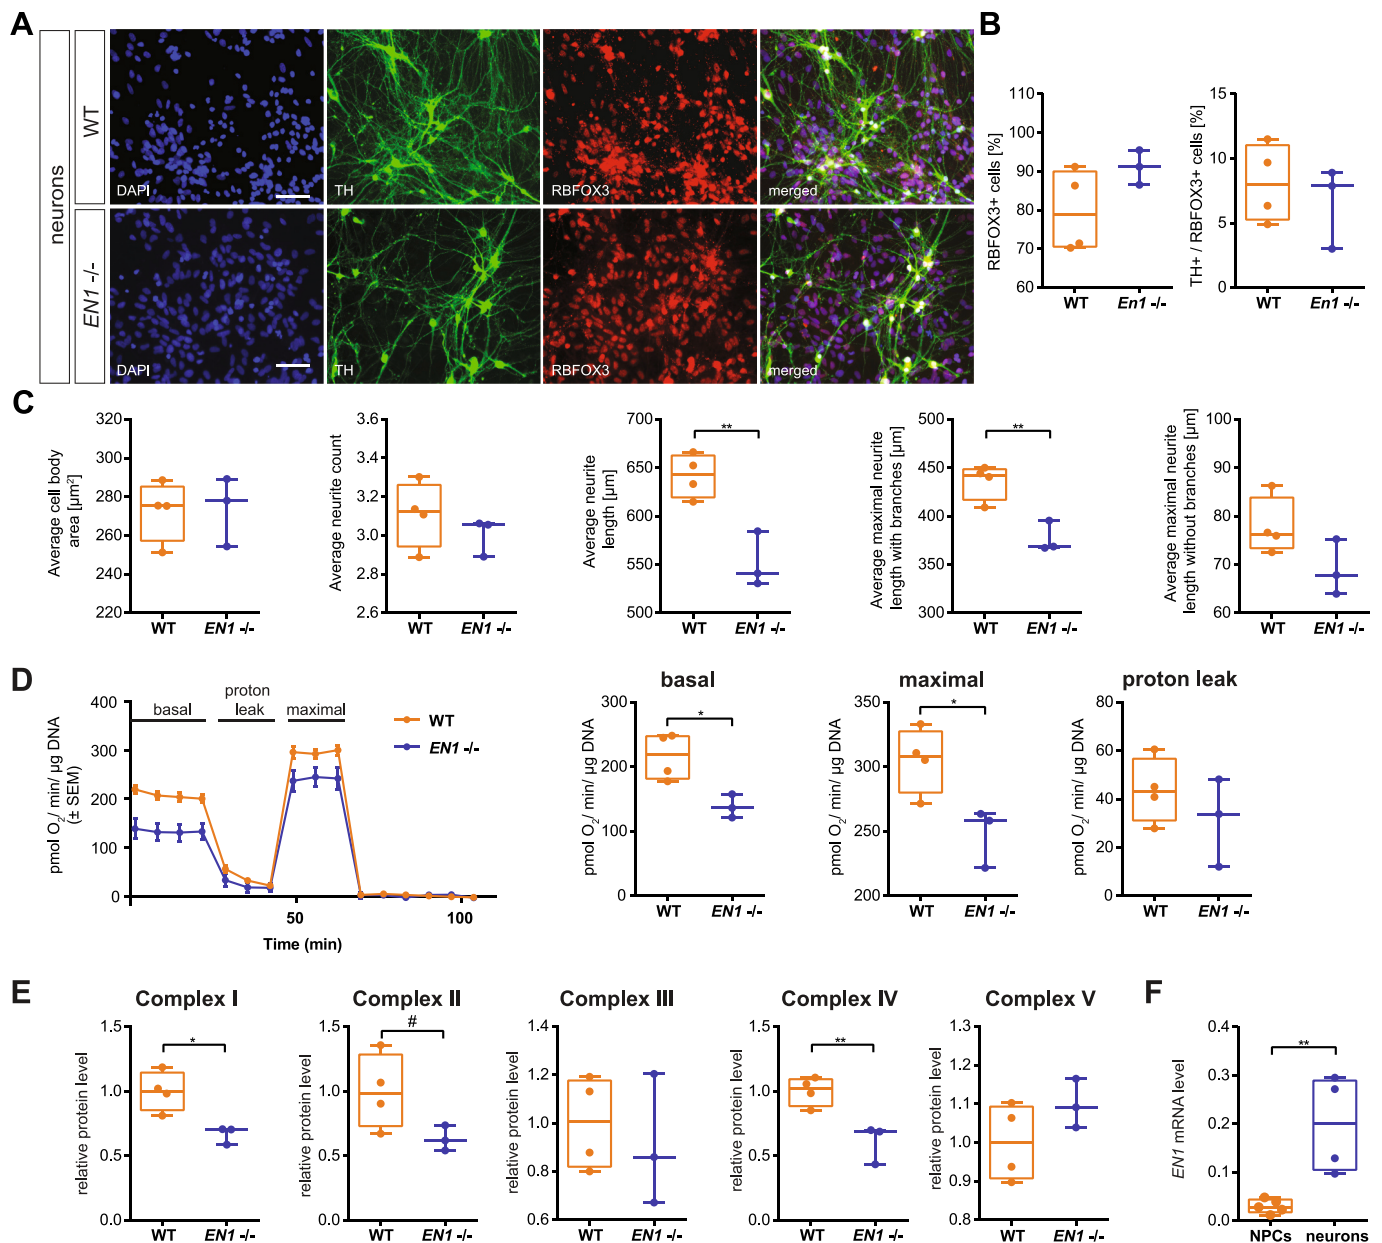 A
neurons
WT
DAPI
TH
RBFOX3
merged
EN1 -/-
DAPI
TH
RBFOX3
merged
B
RBFOX3+ cells [%]
110
100
90
80
70
60
WT
En1 -/-
TH+ / RBFOX3+ cells [%]
15
10
5
0
WT
En1 -/-
C
Average cell body
area [µm²]
320
300
280
260
240
220
WT
EN1 -/-
Average neurite count
3.6
3.4
3.2
3.0
2.8
2.6
WT
EN1 -/-
Average neurite
length [µm]
700
650
600
550
500
**
WT
EN1 -/-
Average maximal neurite
length with branches [µm]
500
450
400
350
300
**
WT
EN1 -/-
Average maximal neurite
length without branches [µm]
100
90
80
70
60
WT
EN1 -/-
D
pmol O₂/ min/ µg DNA
(± SEM)
400
300
200
100
0
basal
proton
leak
maximal
WT
EN1 -/-
50
100
Time (min)
basal
pmol O₂/ min/ µg DNA
300
200
100
0
*
WT
EN1 -/-
maximal
pmol O₂/ min/ µg DNA
350
300
250
200
*
WT
EN1 -/-
proton leak
pmol O₂/ min/ µg DNA
80
60
40
20
0
WT
EN1 -/-
E
Complex I
relative protein level
1.5
1.0
0.5
0.0
*
WT
EN1 -/-
Complex II
relative protein level
1.5
1.0
0.5
0.0
#
WT
EN1 -/-
Complex III
relative protein level
1.4
1.2
1.0
0.8
0.6
WT
EN1 -/-
Complex IV
relative protein level
1.5
1.0
0.5
0.0
**
WT
EN1 -/-
Complex V
relative protein level
1.3
1.2
1.1
1.0
0.9
0.8
WT
EN1 -/-
F
EN1 mRNA level
0.4
0.3
0.2
0.1
0.0
**
NPCs
neurons